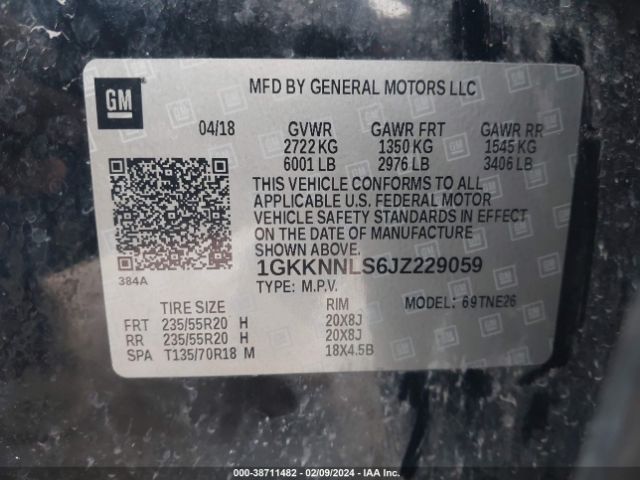 GM
MFD BY GENERAL MOTORS LLC
04/18 GVWR GAWR FRT GAWR RR
2722 KG 1350 KG 1545 KG
6001 LB 2976 LB 3406 LB
THIS VEHICLE CONFORMS TO ALL
APPLICABLE U.S. FEDERAL MOTOR
VEHICLE SAFETY STANDARDS IN EFFECT
ON THE DATE OF MANUFACTURE
SHOWN ABOVE.
384A
1GKKNNLS6JZ229059
TYPE: M.P.V.
TIRE SIZE RIM MODEL: 69TNE26
FRT 235/55R20 H 20X8J
RR 235/55R20 H 20X8J
SPA T135/70R18 M 18X4.5B
000-38711482 - 02/09/2024 - IAA Inc.